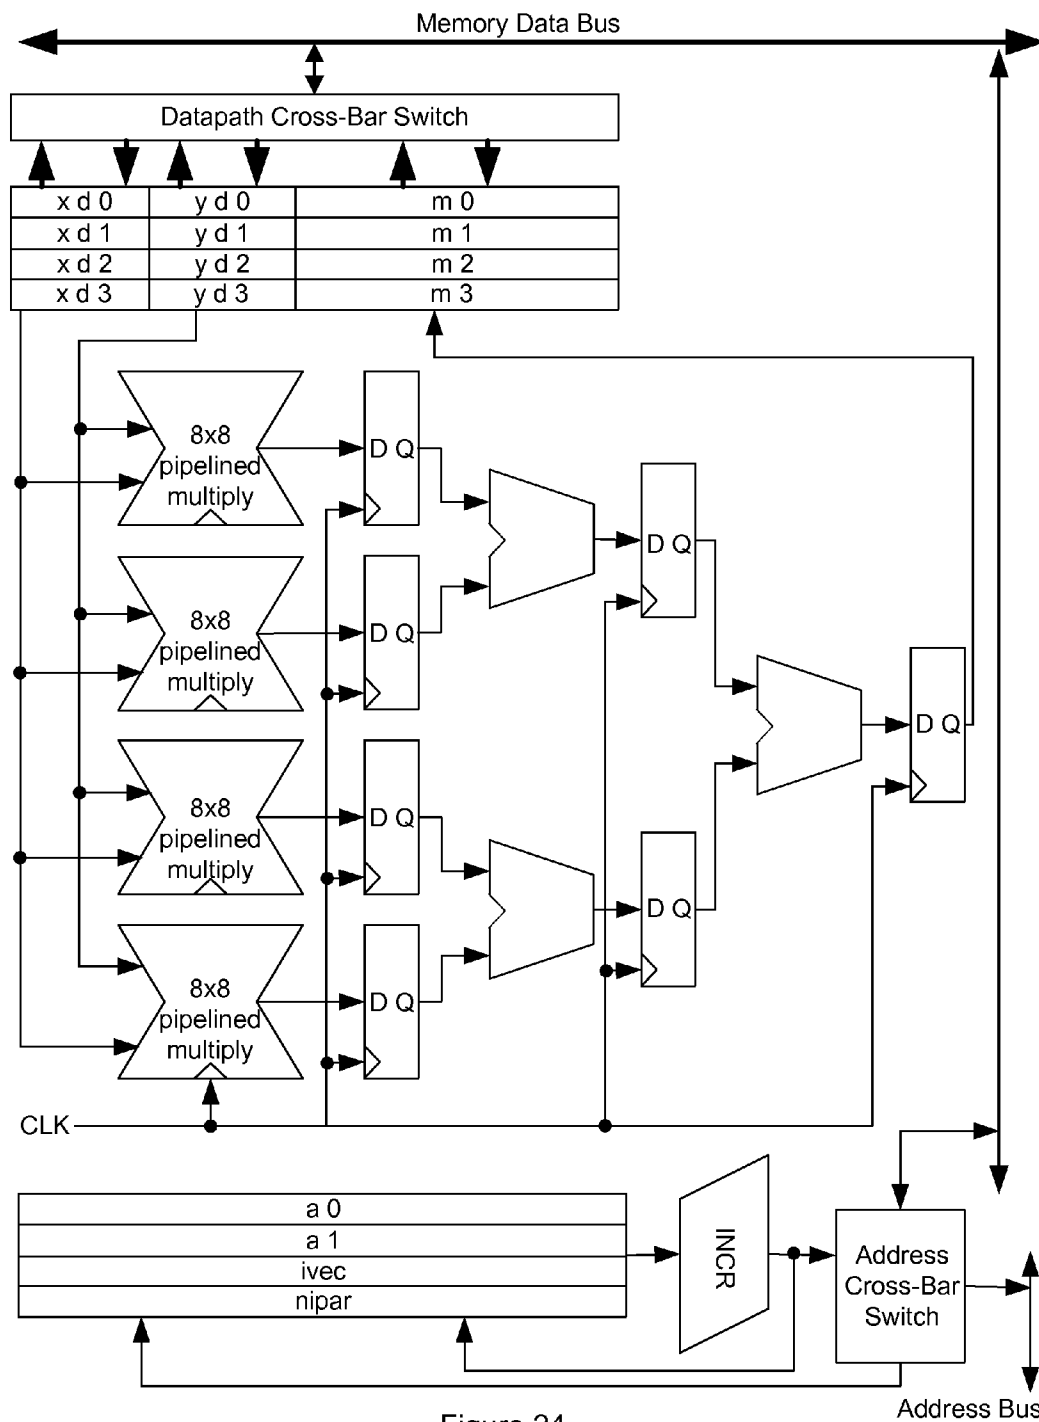 Memory Data Bus
Datapath Cross-Bar Switch
x d 0 y d 0 m 0
x d 1 y d 1 m 1
x d 2 y d 2 m 2
x d 3 y d 3 m 3
8x8
pipelined
multiply
D Q
D Q
8x8
pipelined
multiply
D Q
D Q
8x8
pipelined
multiply
D Q
D Q
8x8
pipelined
multiply
D Q
CLK
a 0
a 1
ivec
nipar
INCR
Address
Cross-Bar
Switch
Address Bus
Figure 24